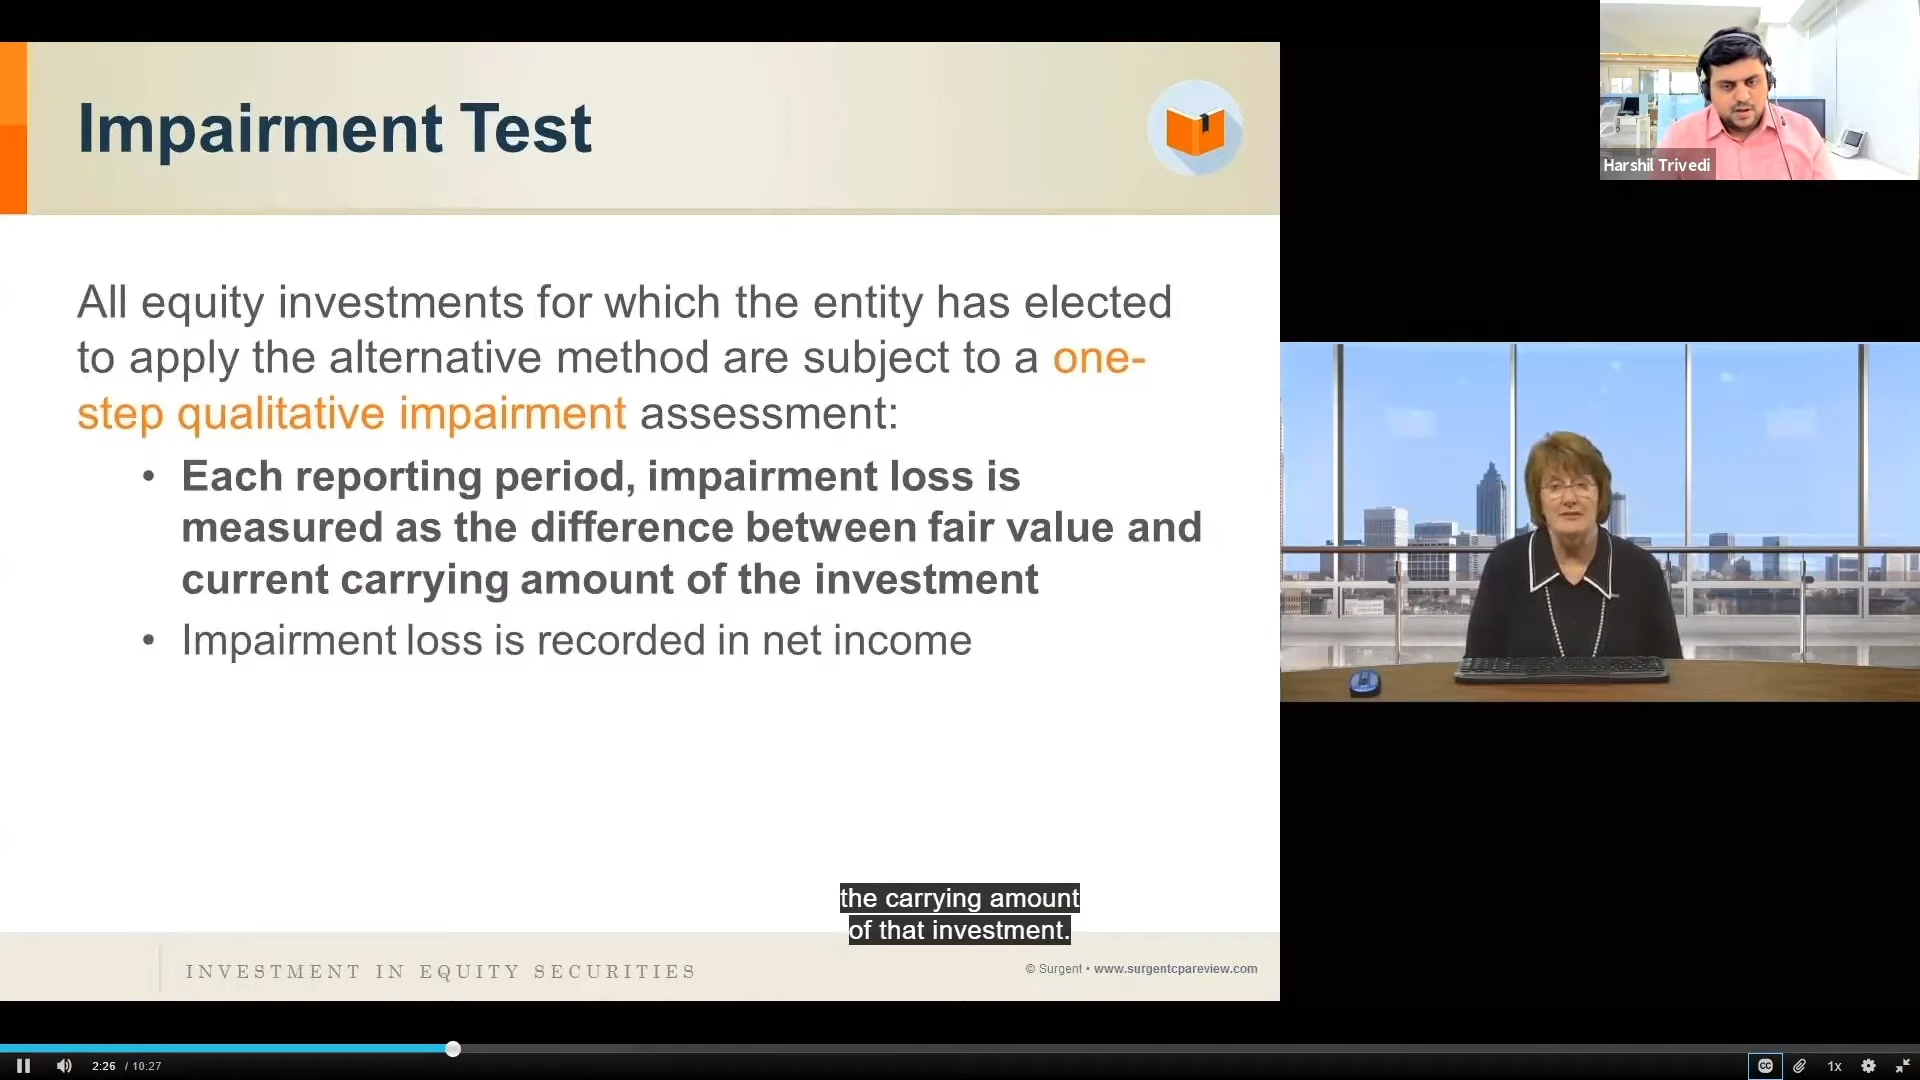 Impairment Test
Harshil Trivedi
All equity investments for which the entity has elected
to apply the alternative method are subject to a one-
step qualitative impairment assessment:
• Each reporting period, impairment loss is
measured as the difference between fair value and
current carrying amount of the investment
• Impairment loss is recorded in net income
the carrying amount
of that investment.
INVESTMENT IN EQUITY SECURITIES
© Surgent • www.surgentcpareview.com
2:26 / 10:27
CC
1x